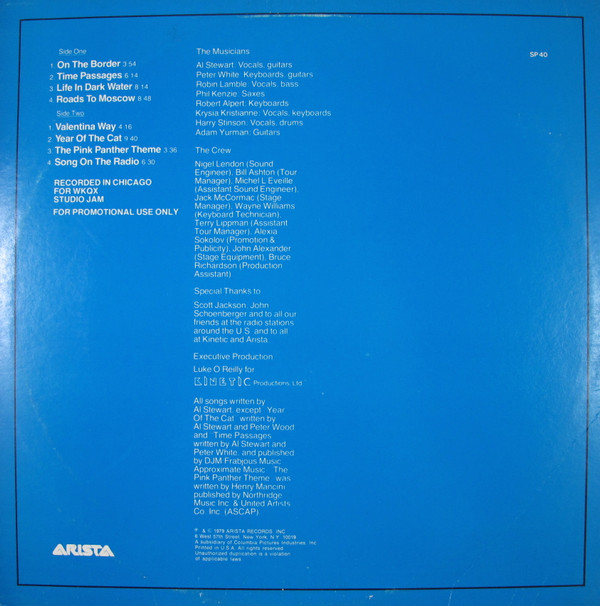 Side One
1. On The Border 3 54
2. Time Passages 6 14
3. Life In Dark Water 8 14
4. Roads To Moscow 8 48
Side Two
1. Valentina Way 4 16
2. Year Of The Cat 9 40
3. The Pink Panther Theme 3 36
4. Song On The Radio 6 30
RECORDED IN CHICAGO
FOR WKQX
STUDIO JAM
FOR PROMOTIONAL USE ONLY
The Musicians
Al Stewart: Vocals, guitars
Peter White: Keyboards, guitars
Robin Lamble: Vocals, bass
Phil Kenzie: Saxes
Robert Alpert: Keyboards
Krysia Kristianne: Vocals, keyboards
Harry Stinson: Vocals, drums
Adam Yurman: Guitars
The Crew
Nigel Lendon (Sound
Engineer), Bill Ashton (Tour
Manager), Michel L Eveille
(Assistant Sound Engineer),
Jack McCormac (Stage
Manager), Wayne Williams
(Keyboard Technician),
Terry Lippman (Assistant
Tour Manager), Alexia
Sokolov (Promotion &
Publicity), John Alexander
(Stage Equipment), Bruce
Richardson (Production
Assistant)
Special Thanks to
Scott Jackson, John
Schoenberger and to all our
friends at the radio stations
around the U.S. and to all
at Kinetic and Arista.
Executive Production
Luke O Reilly for
KINETIC Productions, Ltd
All songs written by
Al Stewart, except Year
Of The Cat written by
Al Stewart and Peter Wood
and Time Passages
written by Al Stewart and
Peter White, and published
by DJM-Frabjous Music
Approximate Music The
Pink Panther Theme was
written by Henry Mancini
published by Northridge
Music Inc. & United Artists
Co. Inc. (ASCAP)
℗ & © 1979 ARISTA RECORDS, INC
6 West 57th Street, New York, N.Y. 10019
A subsidiary of Columbia Pictures Industries, Inc.
Printed in U.S.A. All rights reserved
Unauthorized duplication is a violation
of applicable laws
SP 40
ARISTA